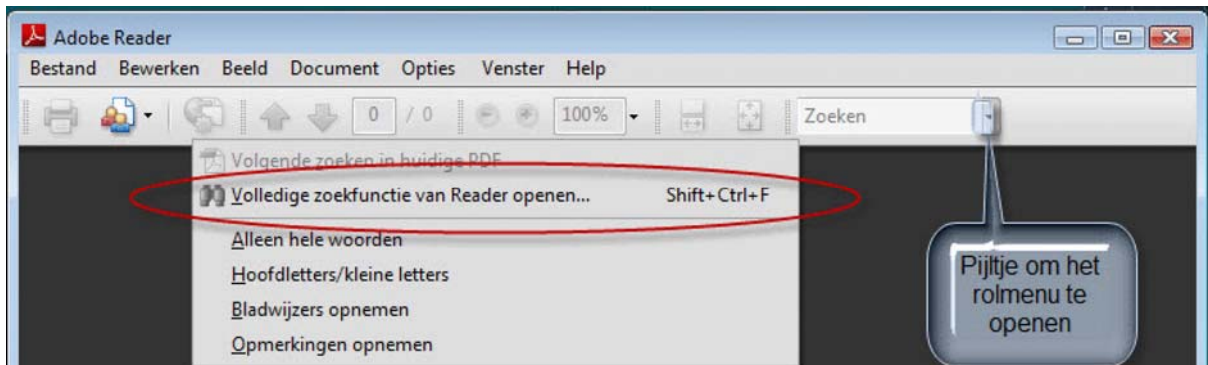 Adobe Reader
Bestand Bewerken Beeld Document Opties Venster Help
0 / 0 100% Zoeken
Volgende zoeken in huidige PDF
Volledige zoekfunctie van Reader openen... Shift+Ctrl+F
Alleen hele woorden
Hoofdletters/kleine letters
Bladwijzers opnemen
Opmerkingen opnemen
Pijltje om het
rolmenu te
openen